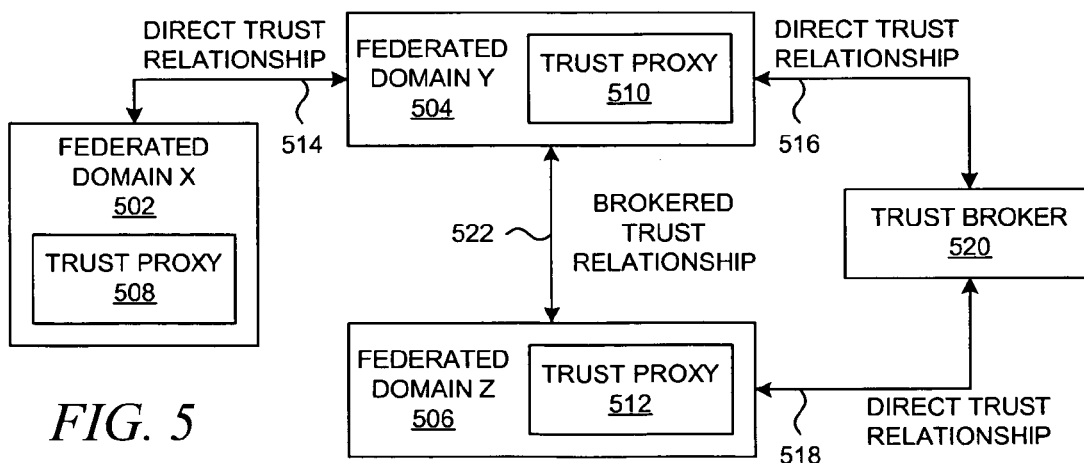 DIRECT TRUST
RELATIONSHIP
514
FEDERATED
DOMAIN X
502
TRUST PROXY
508
FEDERATED
DOMAIN Y
504
TRUST PROXY
510
DIRECT TRUST
RELATIONSHIP
516
522
BROKERED
TRUST
RELATIONSHIP
TRUST BROKER
520
FEDERATED
DOMAIN Z
506
TRUST PROXY
512
518
DIRECT TRUST
RELATIONSHIP
FIG. 5